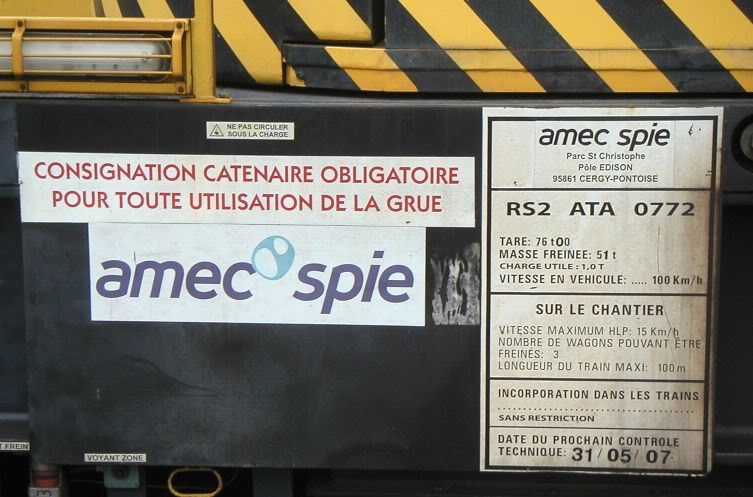 NE PAS CIRCULER
SOUS LA CHARGE
CONSIGNATION CATENAIRE OBLIGATOIRE
POUR TOUTE UTILISATION DE LA GRUE
amec spie
amec spie
Parc St Christophe
Pôle EDISON
95861 CERGY-PONTOISE
RS2 ATA 0772
TARE: 76 t00
MASSE FREINEE: 51 t
CHARGE UTILE : 1,0 T
VITESSE EN VÉHICULE: ..... 100 Km/h
SUR LE CHANTIER
VITESSE MAXIMUM HLP: 15 Km/h
NOMBRE DE WAGONS POUVANT ÊTRE
FREINÉS: 3
LONGUEUR DU TRAIN MAXI: 100 m
INCORPORATION DANS LES TRAINS
SANS RESTRICTION
DATE DU PROCHAIN CONTROLE
TECHNIQUE: 31/05/07
T FREIN
VOYANT ZONE